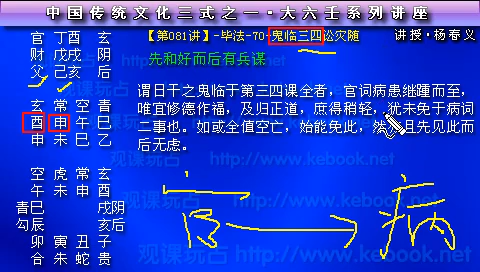 中国传统文化三式之一·大六壬系列讲座
【第081讲】-毕法-70-鬼临三四讼灾随
讲授·杨春义
先和好而后有兵谋
官 丁酉 玄
财 戊戌 阴
父 己亥 后
玄 常 空 青
酉 申 午 巳
申 未 巳 乙
虎 常 玄
空午 未 申 酉
青巳 戌阴
勾辰 亥后
卯 寅 丑 子
合 朱 蛇 贵
谓日干之鬼临于第三四课全者，官词病患继踵而至，
唯宜修德作福，及归正道，庶得稍轻，犹未免于病词
二事也。如或全值空亡，始能免此，
且先见此而
后无虑。
观课玩占 http://www.kebook.net
官 病